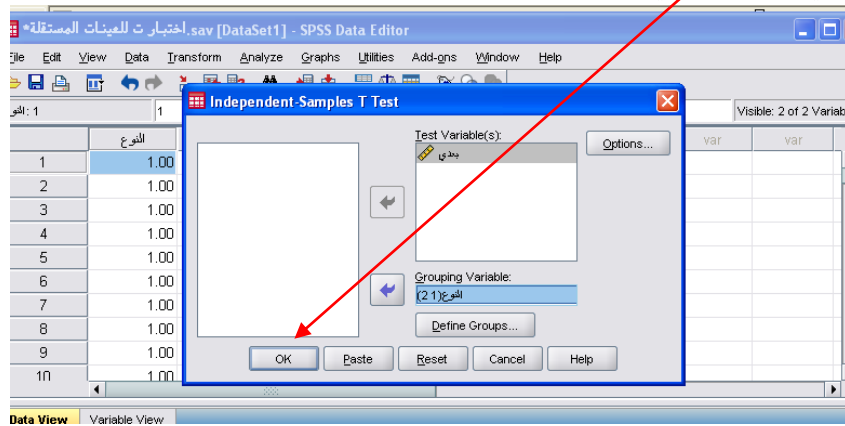 اختبار ت للعينات المستقلة*.sav [DataSet1] - SPSS Data Editor
File Edit View Data Transform Analyze Graphs Utilities Add-ons Window Help
1 : النو 1 Visible: 2 of 2 Variab
النوع var var
1 1.00
2 1.00
3 1.00
4 1.00
5 1.00
6 1.00
7 1.00
8 1.00
9 1.00
10 1.00
Independent-Samples T Test
Test Variable(s):
بعدي
Options...
Grouping Variable:
النوع(1 2)
Define Groups...
OK Paste Reset Cancel Help
Data View Variable View